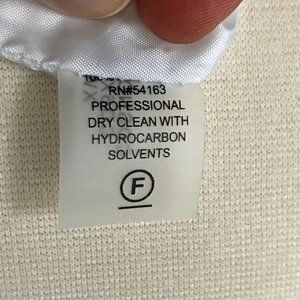 RN#54163
PROFESSIONAL
DRY CLEAN WITH
HYDROCARBON
SOLVENTS
F